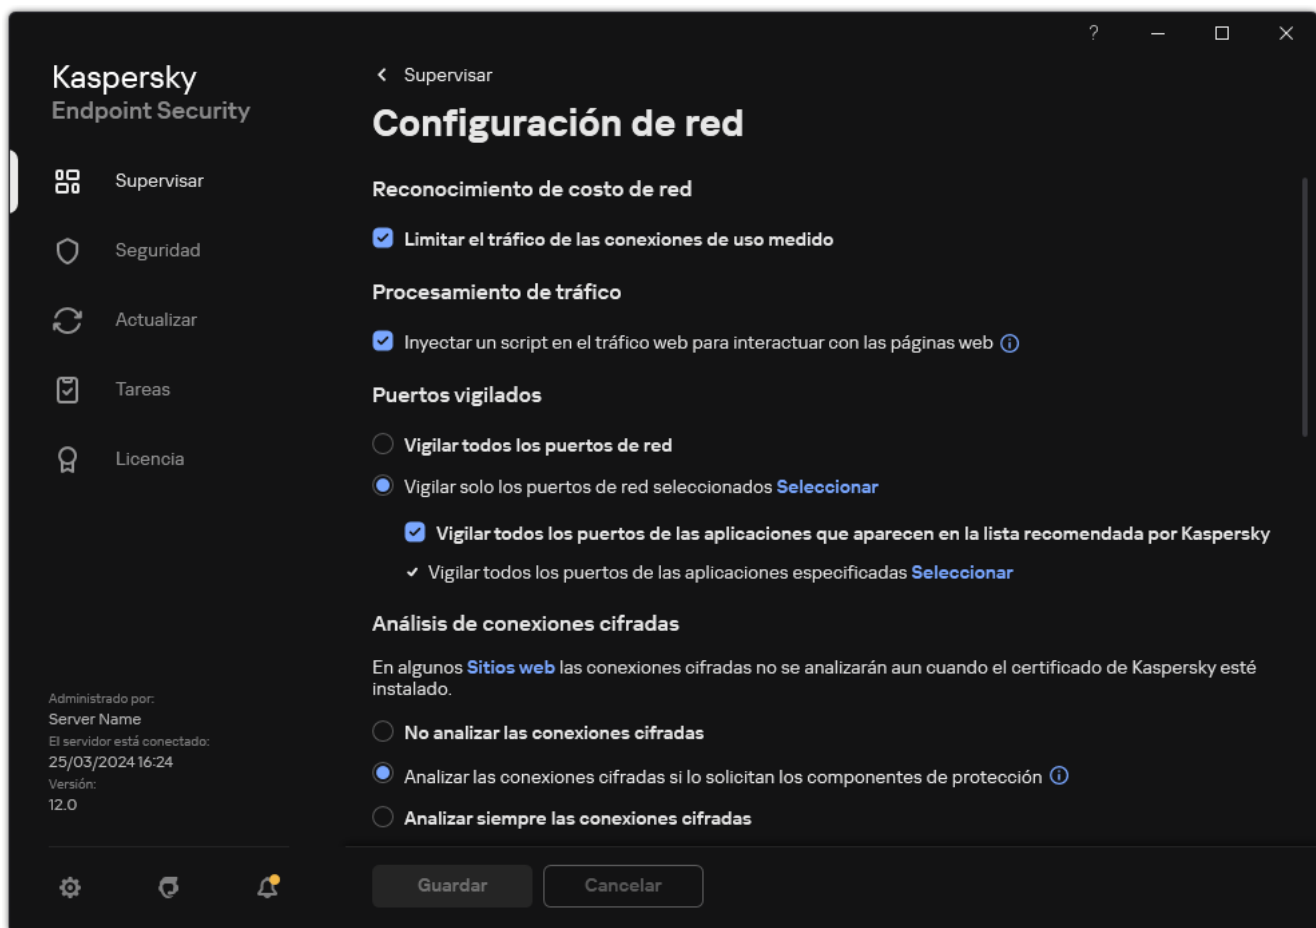 ?
Kaspersky
Endpoint Security
Supervisar
Seguridad
Actualizar
Tareas
Licencia
Administrado por:
Server Name
El servidor está conectado:
25/03/2024 16:24
Versión:
12.0
Supervisar
Configuración de red
Reconocimiento de costo de red
Limitar el tráfico de las conexiones de uso medido
Procesamiento de tráfico
Inyectar un script en el tráfico web para interactuar con las páginas web
Puertos vigilados
Vigilar todos los puertos de red
Vigilar solo los puertos de red seleccionados Seleccionar
Vigilar todos los puertos de las aplicaciones que aparecen en la lista recomendada por Kaspersky
Vigilar todos los puertos de las aplicaciones especificadas Seleccionar
Análisis de conexiones cifradas
En algunos Sitios web las conexiones cifradas no se analizarán aun cuando el certificado de Kaspersky esté
instalado.
No analizar las conexiones cifradas
Analizar las conexiones cifradas si lo solicitan los componentes de protección
Analizar siempre las conexiones cifradas
Guardar
Cancelar